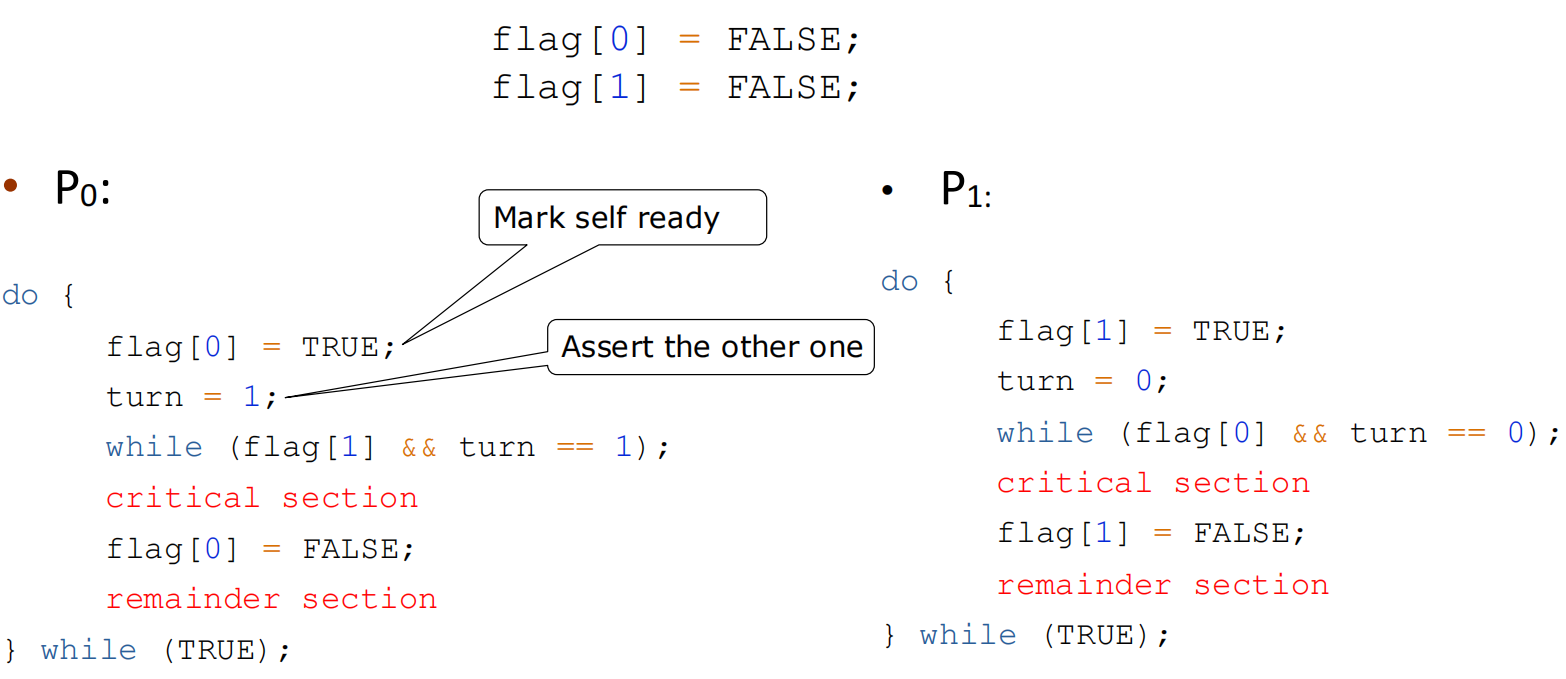 flag[0] = FALSE;
flag[1] = FALSE;
• P0:
Mark self ready
do {
flag[0] = TRUE;
Assert the other one
turn = 1;
while (flag[1] && turn == 1);
critical section
flag[0] = FALSE;
remainder section
} while (TRUE);
• P1:
do {
flag[1] = TRUE;
turn = 0;
while (flag[0] && turn == 0);
critical section
flag[1] = FALSE;
remainder section
} while (TRUE);